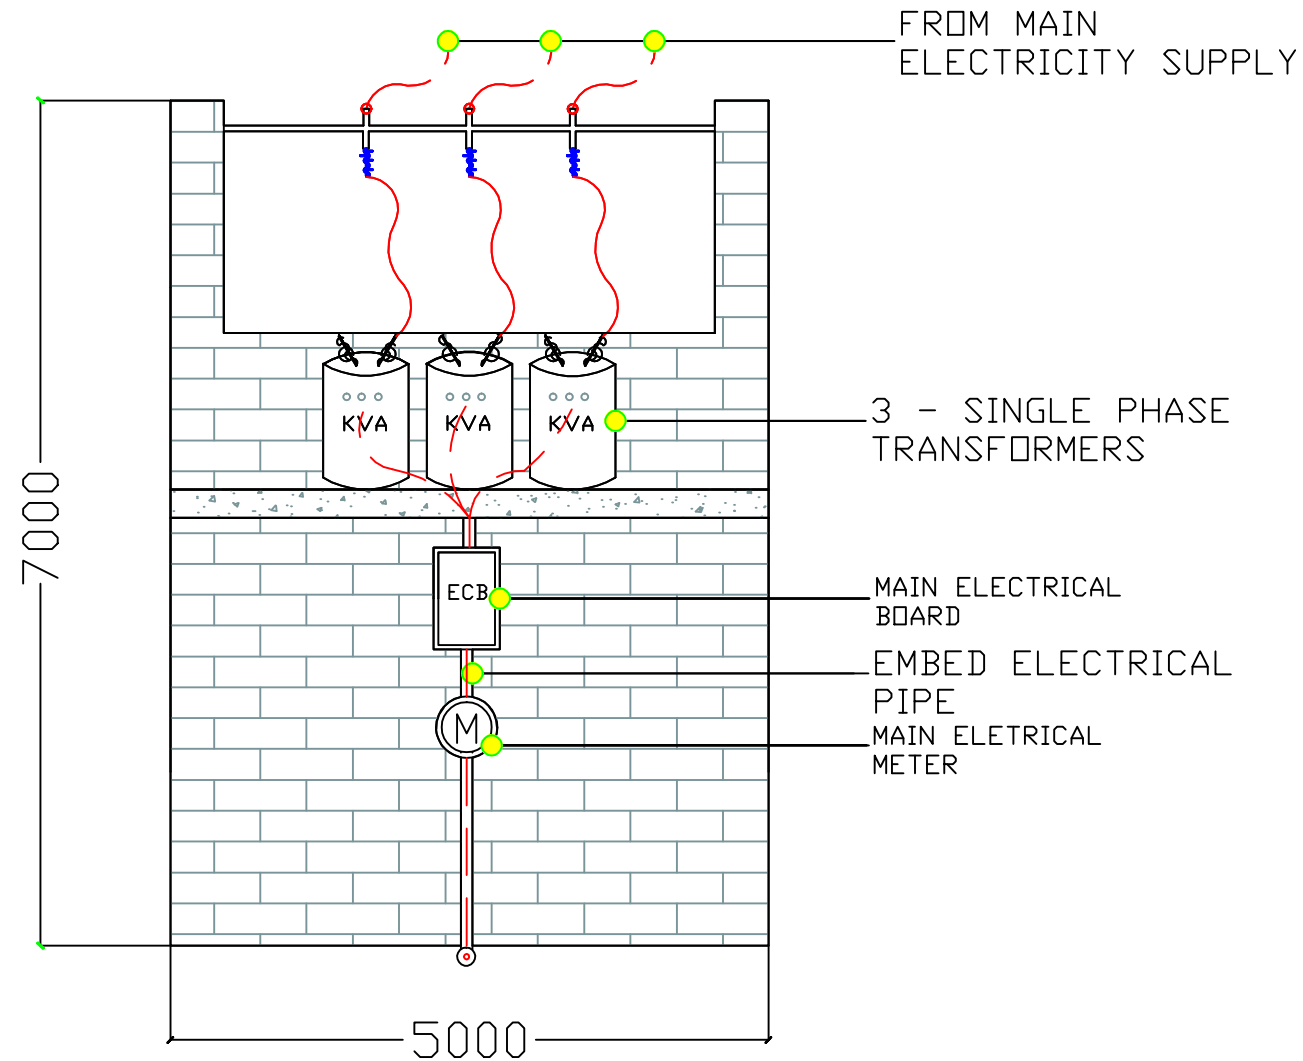 FROM MAIN
ELECTRICITY SUPPLY
KVA
KVA
KVA
3 - SINGLE PHASE
TRANSFORMERS
7000
ECB
MAIN ELECTRICAL
BOARD
EMBED ELECTRICAL
PIPE
M
MAIN ELETRICAL
METER
5000